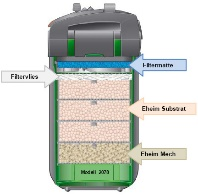 Filtermatte
Filtervlies
Eheim Substrat
Eheim Mech
Modell 2073